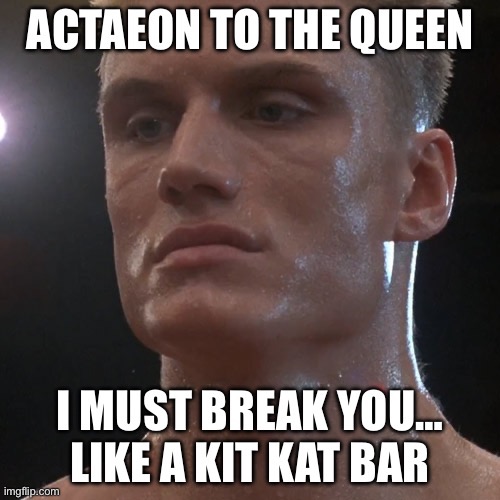 ACTAEON TO THE QUEEN
I MUST BREAK YOU...
LIKE A KIT KAT BAR
imgflip.com